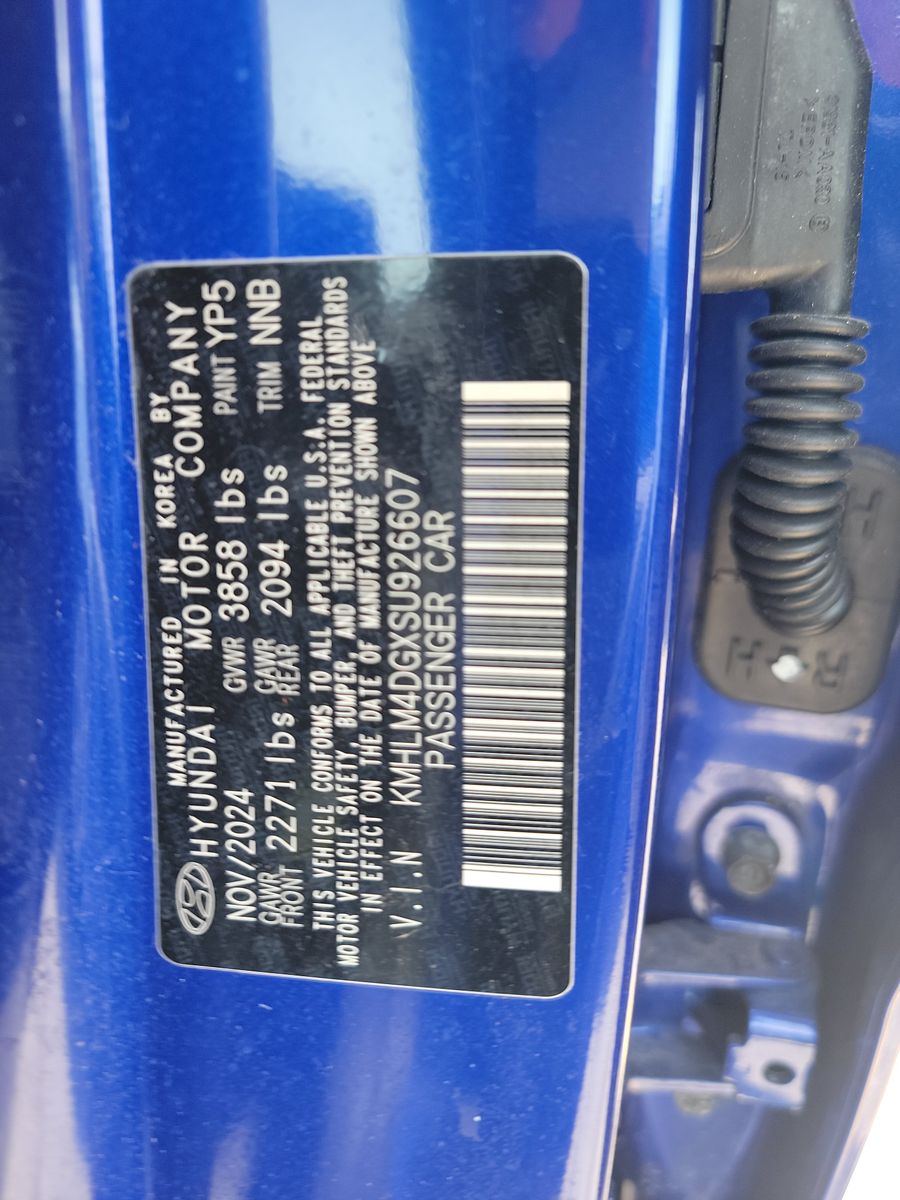 MANUFACTURED IN KOREA BY
HYUNDAI MOTOR COMPANY
NOV/2024 GVWR 3858 lbs PAINT YP5
GAWR FRONT 2271 lbs GAWR REAR 2094 lbs TRIM NNB
THIS VEHICLE CONFORMS TO ALL APPLICABLE U.S.A. FEDERAL
MOTOR VEHICLE SAFETY, BUMPER, AND THEFT PREVENTION STANDARDS
IN EFFECT ON THE DATE OF MANUFACTURE SHOWN ABOVE
V.I.N KMHLM4DGXSU926607
PASSENGER CAR
RH